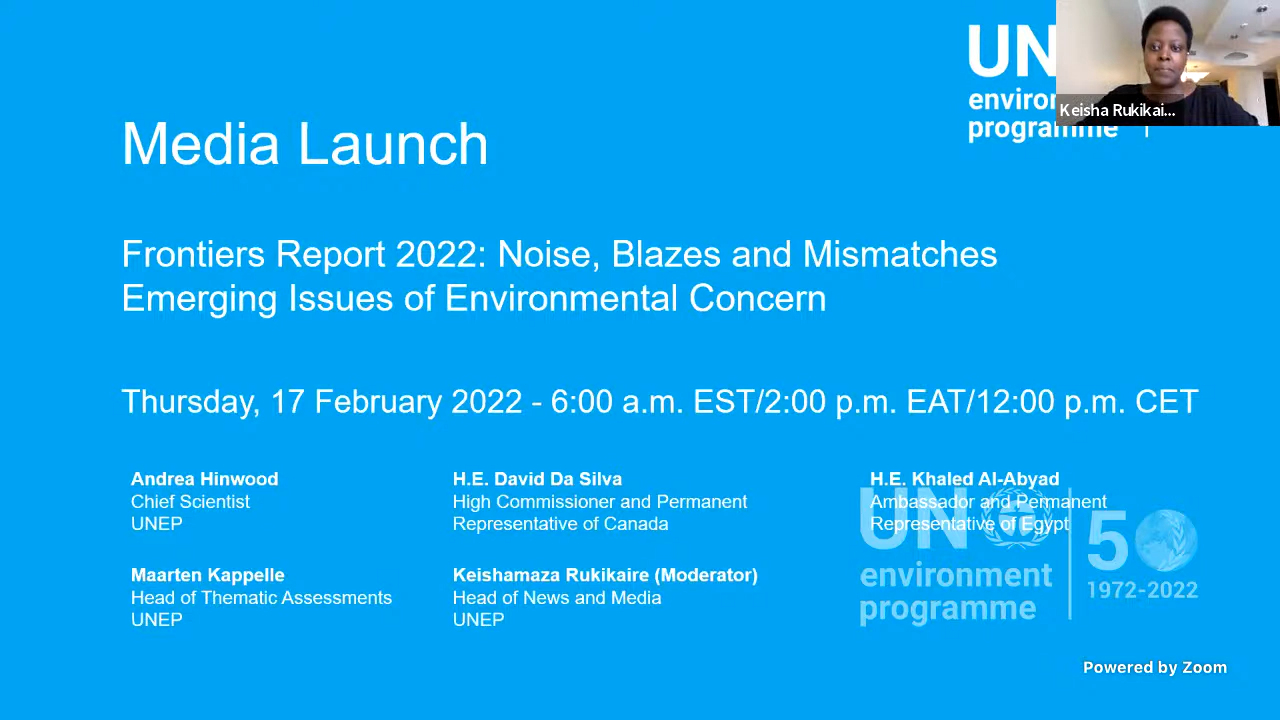 UN
enviro
programme
Keisha Rukikai...
Media Launch
Frontiers Report 2022: Noise, Blazes and Mismatches
Emerging Issues of Environmental Concern
Thursday, 17 February 2022 - 6:00 a.m. EST/2:00 p.m. EAT/12:00 p.m. CET
Andrea Hinwood
Chief Scientist
UNEP
H.E. David Da Silva
High Commissioner and Permanent
Representative of Canada
H.E. Khaled Al-Abyad
Ambassador and Permanent
Representative of Egypt
Maarten Kappelle
Head of Thematic Assessments
UNEP
Keishamaza Rukikaire (Moderator)
Head of News and Media
UNEP
UN
environment
programme
50
1972-2022
Powered by Zoom